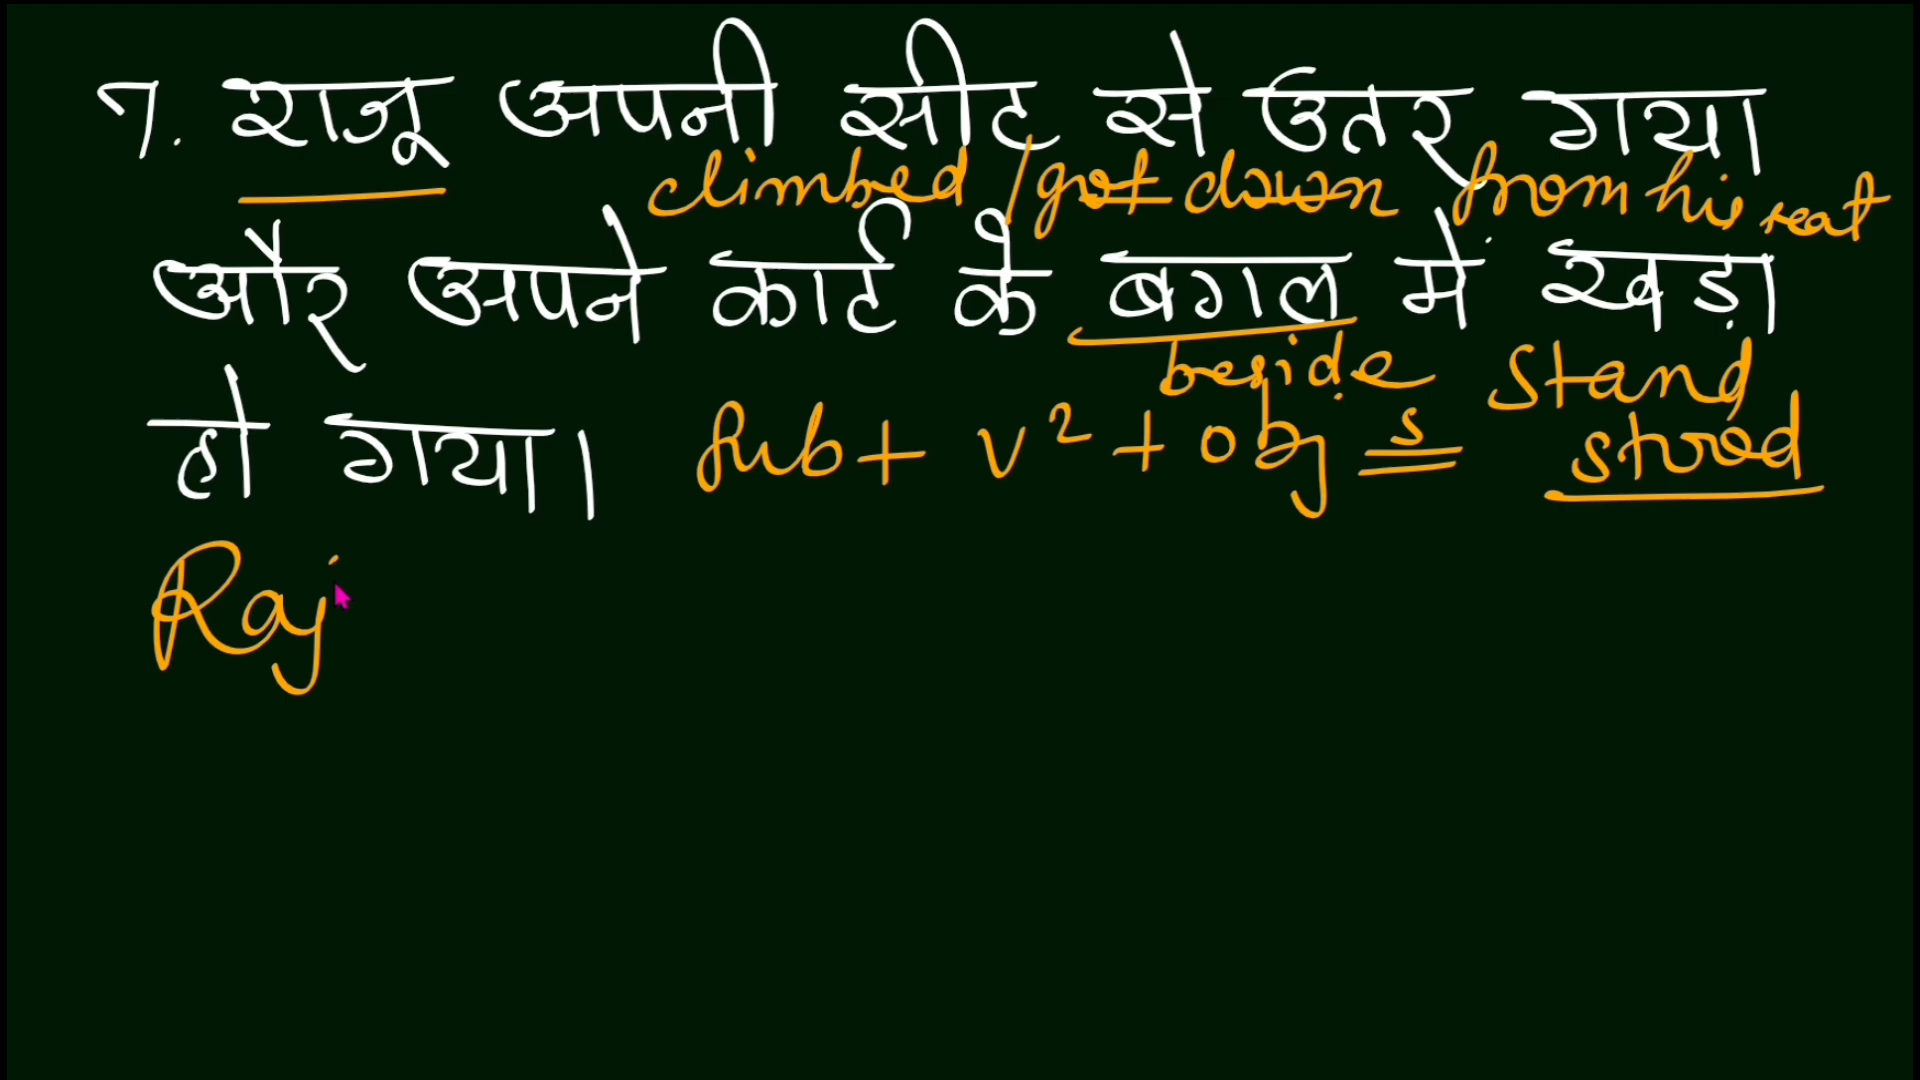 7. राजू अपनी सीट से उतर गया
climbed / got down from his seat
और अपने कार्ट के बगल में खड़ा
beside stand
हो गया। Sub + v² + obj = s stood
Raj